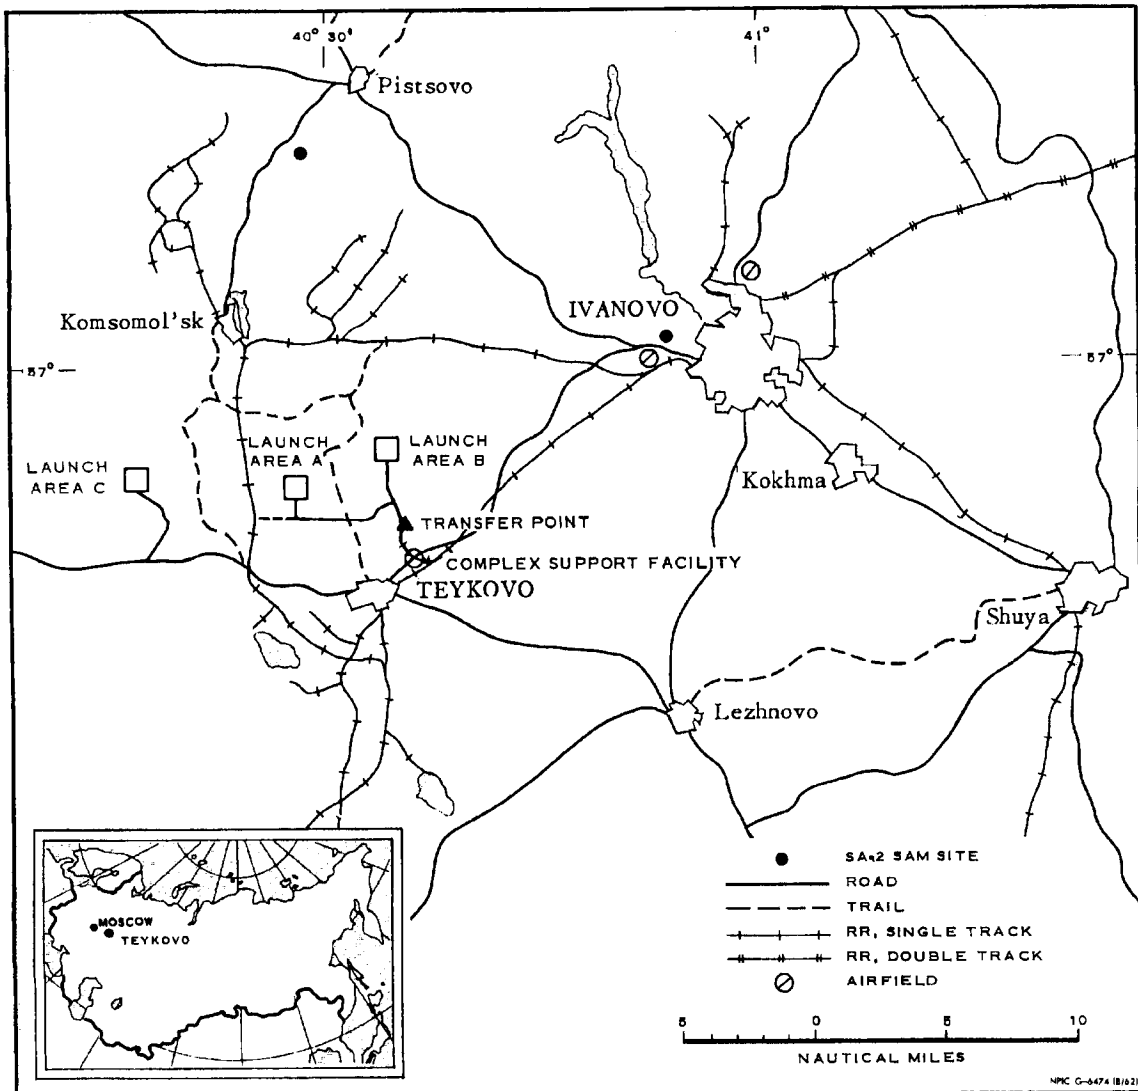 40 30'
41°
Pistsovo
IVANOVO
Komsomol'sk
57°
57°
LAUNCH
AREA C
LAUNCH
AREA A
LAUNCH
AREA B
Kokhma
TRANSFER POINT
COMPLEX SUPPORT FACILITY
TEYKOVO
Shuya
Lezhnovo
MOSCOW
TEYKOVO
SA-2 SAM SITE
ROAD
TRAIL
RR, SINGLE TRACK
RR, DOUBLE TRACK
AIRFIELD
5 0 5 10
NAUTICAL MILES
NPIC G-6474 (8/62)